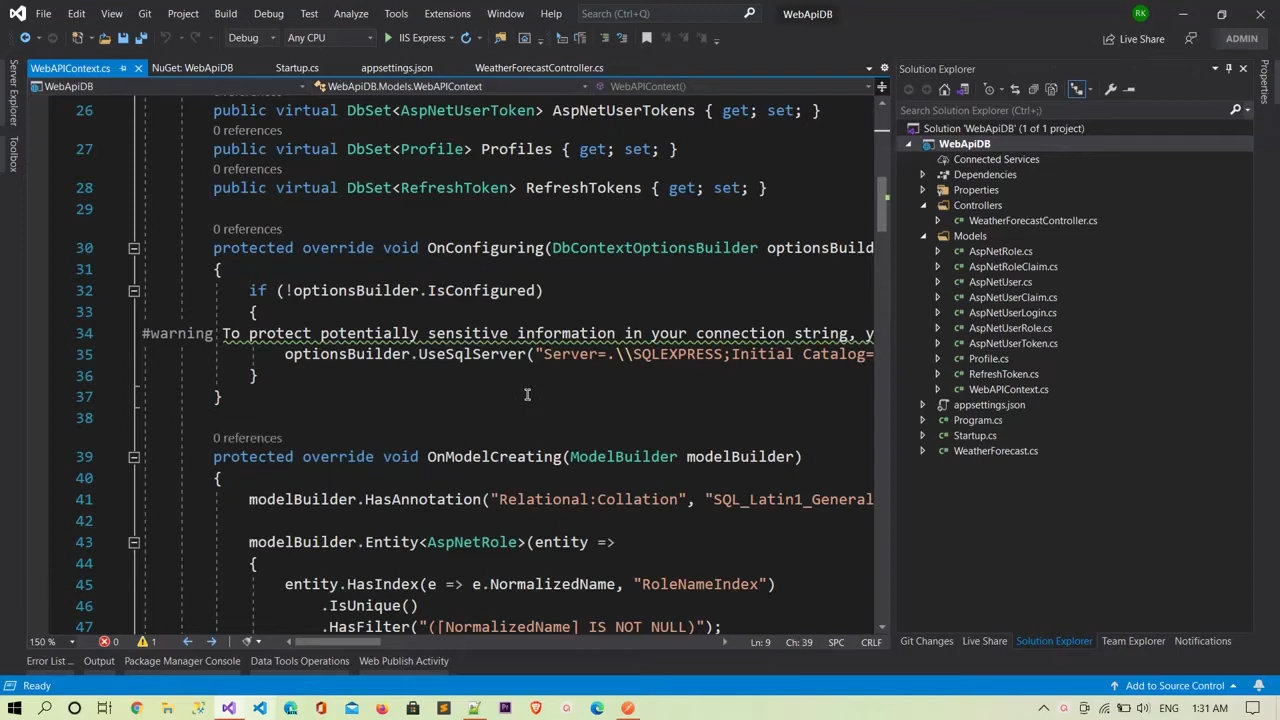 File Edit View Git Project Build Debug Test Analyze Tools Extensions Window Help Search (Ctrl+Q) WebApiDB RK
Debug Any CPU IIS Express Live Share ADMIN
WebAPIContext.cs NuGet: WebApiDB Startup.cs appsettings.json WeatherForecastController.cs
WebApiDB WebApiDB.Models.WebAPIContext WebAPIContext()
Server Explorer
Toolbox
0 references
26 public virtual DbSet<AspNetUserToken> AspNetUserTokens { get; set; }
0 references
27 public virtual DbSet<Profile> Profiles { get; set; }
0 references
28 public virtual DbSet<RefreshToken> RefreshTokens { get; set; }
29
0 references
30 protected override void OnConfiguring(DbContextOptionsBuilder optionsBuild
31 {
32 if (!optionsBuilder.IsConfigured)
33 {
34 #warning To protect potentially sensitive information in your connection string, y
35 optionsBuilder.UseSqlServer("Server=.\\SQLEXPRESS;Initial Catalog=
36 }
37 }
38
0 references
39 protected override void OnModelCreating(ModelBuilder modelBuilder)
40 {
41 modelBuilder.HasAnnotation("Relational:Collation", "SQL_Latin1_General
42
43 modelBuilder.Entity<AspNetRole>(entity =>
44 {
45 entity.HasIndex(e => e.NormalizedName, "RoleNameIndex")
46 .IsUnique()
47 .HasFilter("([NormalizedName] IS NOT NULL)");
150 % 0 1 Ln: 9 Ch: 39 SPC CRLF
Solution Explorer
Search Solution Explorer (Ctrl+;)
Solution 'WebApiDB' (1 of 1 project)
WebApiDB
Connected Services
Dependencies
Properties
Controllers
C# WeatherForecastController.cs
Models
C# AspNetRole.cs
C# AspNetRoleClaim.cs
C# AspNetUser.cs
C# AspNetUserClaim.cs
C# AspNetUserLogin.cs
C# AspNetUserRole.cs
C# AspNetUserToken.cs
C# Profile.cs
C# RefreshToken.cs
C# WebAPIContext.cs
appsettings.json
C# Program.cs
C# Startup.cs
C# WeatherForecast.cs
Properties
Git Changes Live Share Solution Explorer Team Explorer Notifications
Error List ... Output Package Manager Console Data Tools Operations Web Publish Activity
Ready Add to Source Control
ENG 1:31 AM